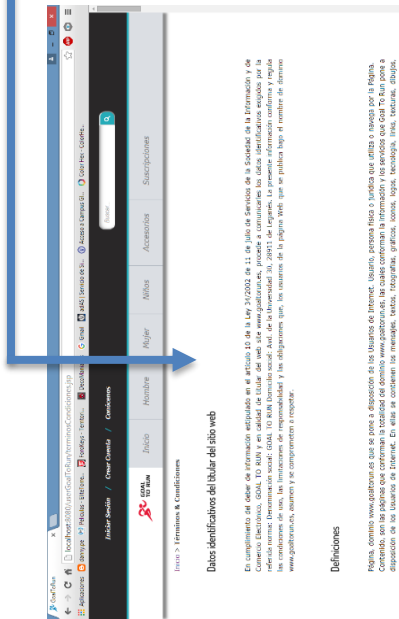 GoalToRun
localhost:8080/userGoalToRun/terminosCondiciones.jsp
Aplicaciones
Gmail
Iniciar Sesión / Crear Cuenta / Conócenos
Buscar
GOAL TO RUN
Inicio Hombre Mujer Niños Accesorios Suscripciones
Inicio > Términos & Condiciones
Datos identificativos del titular del sitio web
En cumplimiento del deber de información estipulado en el artículo 10 de la Ley 34/2002 de 11 de julio de Servicios de la Sociedad de la Información y de
Comercio Electrónico, GOAL TO RUN y en calidad de titular del web site www.goaltorun.es, procede a comunicarles los datos identificativos exigidos por la
referida norma: Denominación social: GOAL TO RUN Domicilio social: Avd. de la Universidad 30, 28911 de Leganés. La presente información conforma y regula
las condiciones de uso, las limitaciones de responsabilidad y las obligaciones que, los usuarios de la página Web que se publica bajo el nombre de dominio
www.goaltorun.es, asumen y se comprometen a respetar.
Definiciones
Página, dominio www.goaltorun.es que se pone a disposición de los Usuarios de Internet. Usuario, persona física o jurídica que utiliza o navega por la Página.
Contenido, son las páginas que conforman la totalidad del dominio www.goaltorun.es, las cuales conforman la información y los servicios que Goal To Run pone a
disposición de los Usuarios de Internet. En ellas se contienen los mensajes, textos, fotografías, gráficos, iconos, logos, tecnología, links, texturas, dibujos,